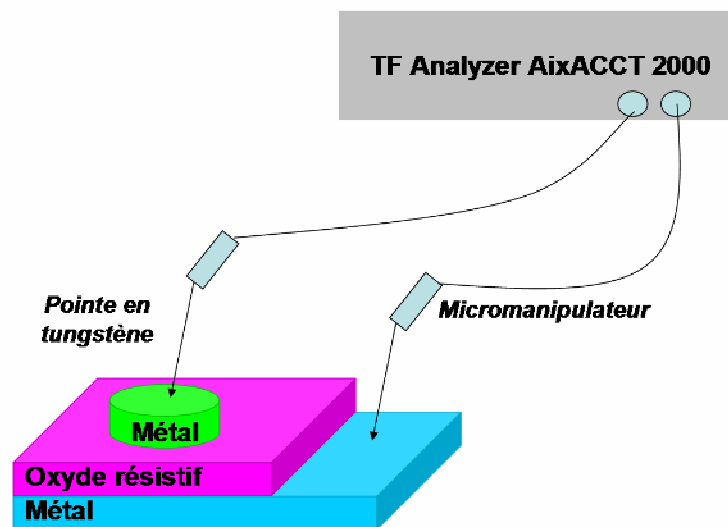 TF Analyzer AixACCT 2000
Pointe en
tungstène
Micromanipulateur
Métal
Oxyde résistif
Métal